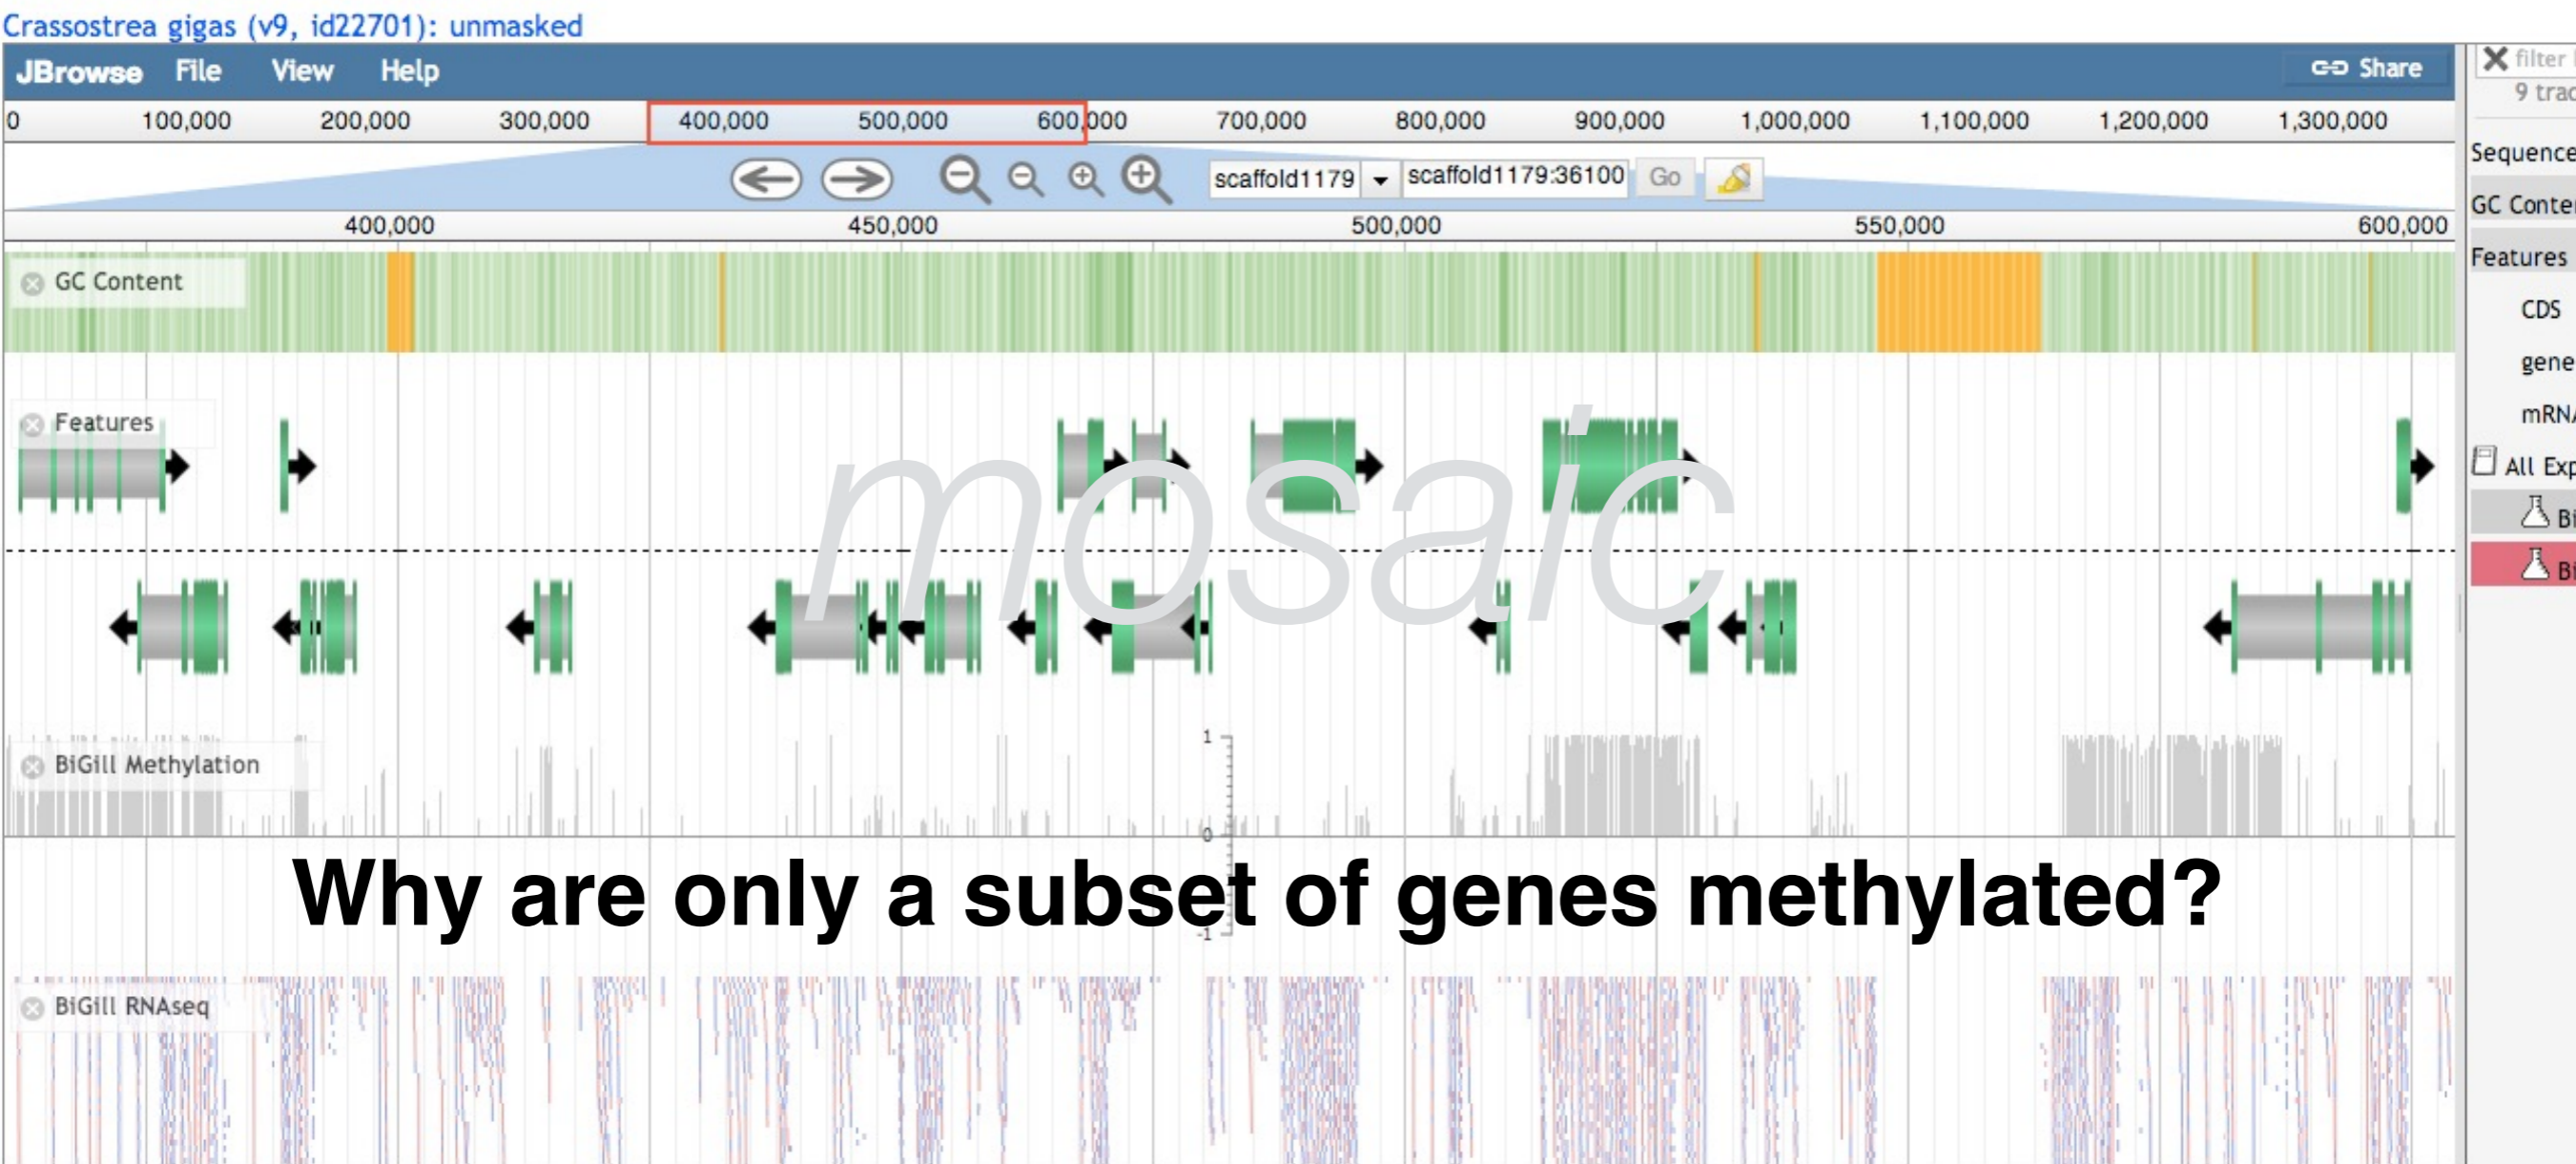 Crassostrea gigas (v9, id22701): unmasked
JBrowse File View Help Share
filter
9 trac
0 100,000 200,000 300,000 400,000 500,000 600,000 700,000 800,000 900,000 1,000,000 1,100,000 1,200,000 1,300,000
Sequence
scaffold1179 scaffold1179:36100 Go
GC Conte
400,000 450,000 500,000 550,000 600,000
Features
GC Content
CDS
gene
mRNA
Features
All Exp
mosaic
Bi
Bi
BiGill Methylation
1
0
-1
Why are only a subset of genes methylated?
BiGill RNAseq